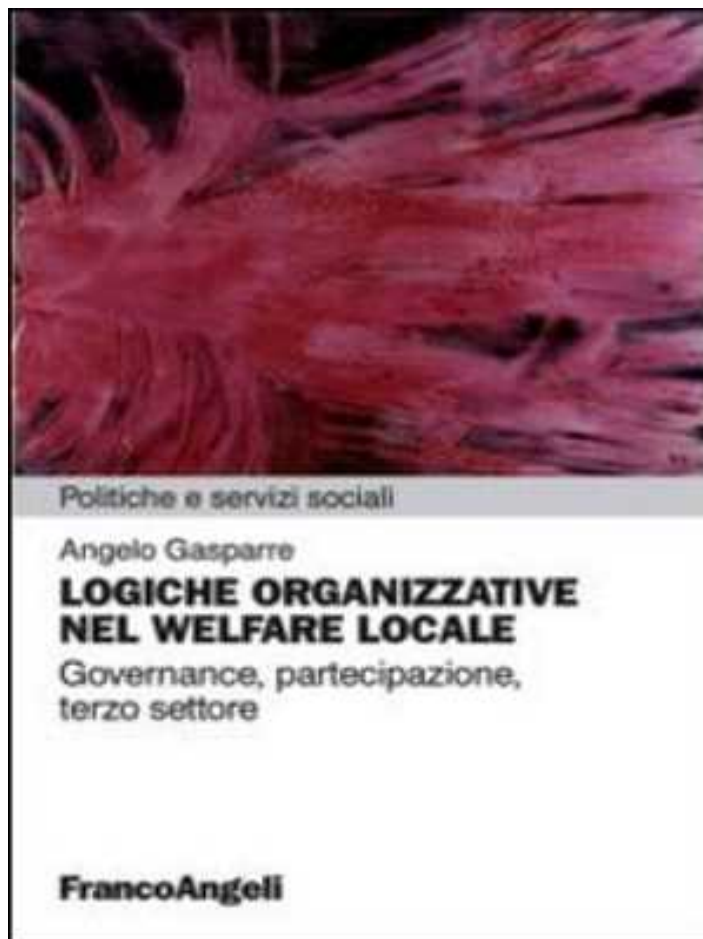 Politiche e servizi sociali
Angelo Gasparre
LOGICHE ORGANIZZATIVE
NEL WELFARE LOCALE
Governance, partecipazione,
terzo settore
FrancoAngeli